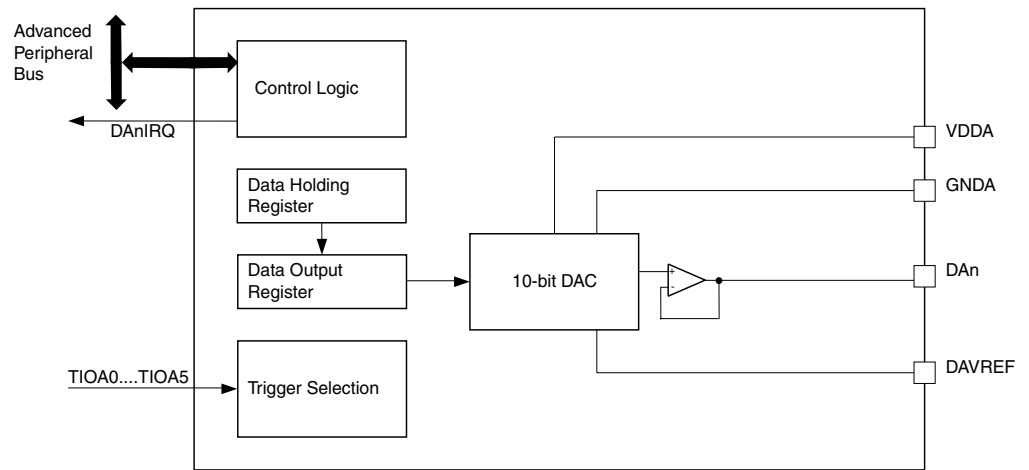 Advanced
Peripheral
Bus
Control Logic
DAnIRQ
VDDA
GNDA
Data Holding
Register
Data Output
Register
10-bit DAC
+
-
DAn
DAVREF
TIOA0....TIOA5
Trigger Selection